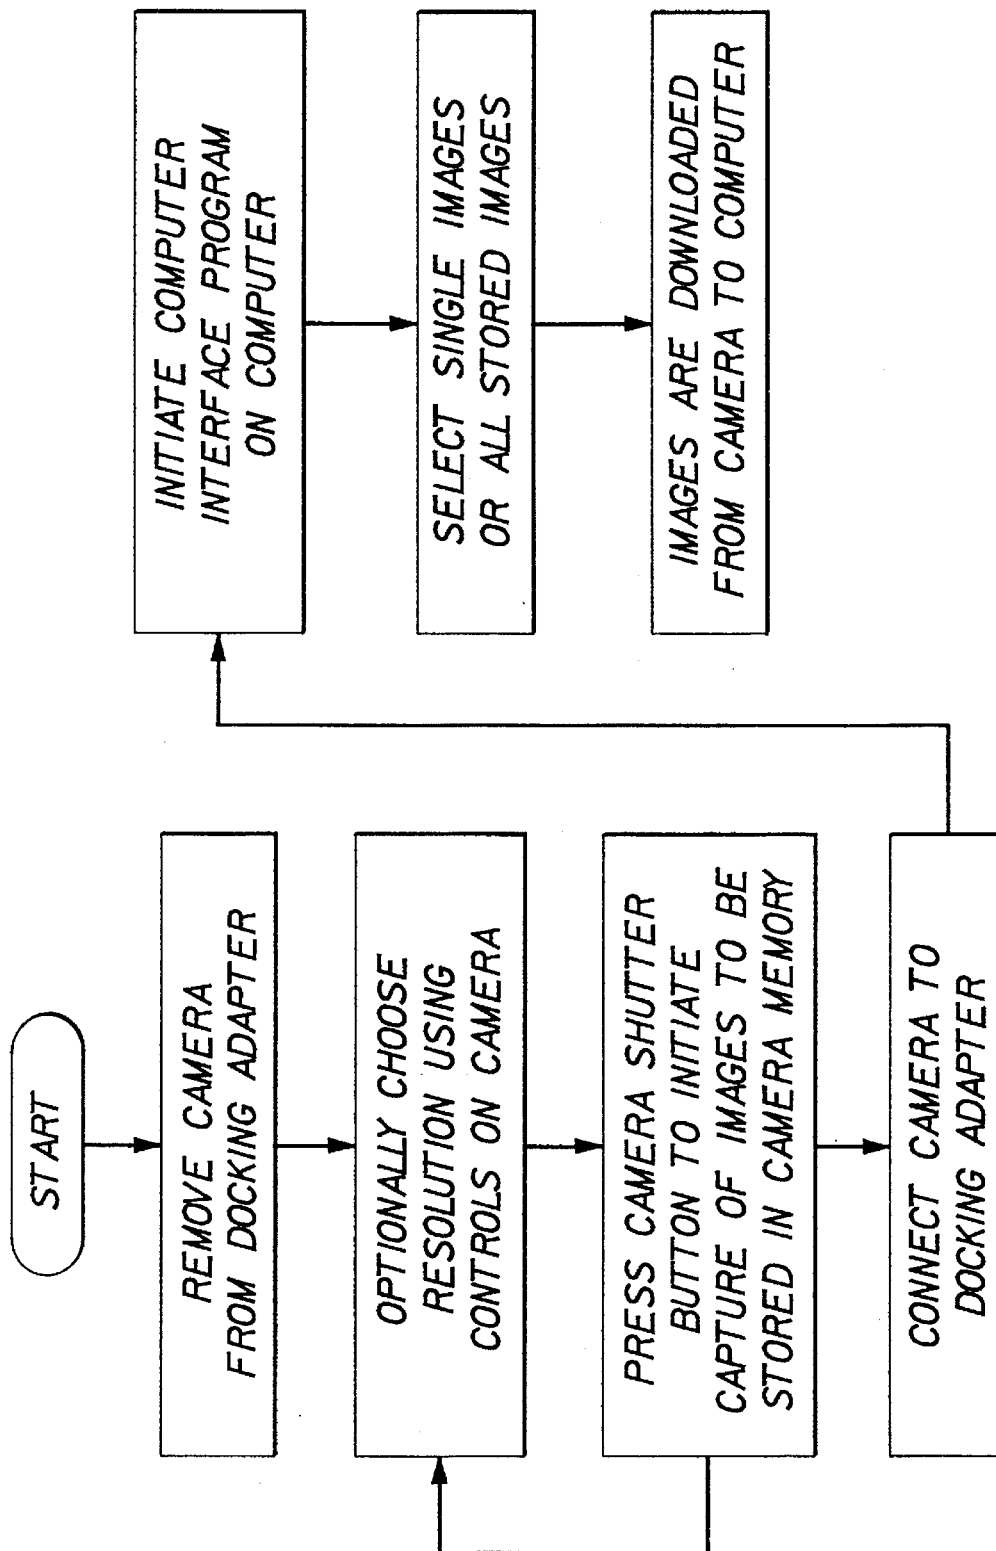 START
REMOVE CAMERA
FROM DOCKING ADAPTER
OPTIONALLY CHOOSE
RESOLUTION USING
CONTROLS ON CAMERA
PRESS CAMERA SHUTTER
BUTTON TO INITIATE
CAPTURE OF IMAGES TO BE
STORED IN CAMERA MEMORY
CONNECT CAMERA TO
DOCKING ADAPTER
INITIATE COMPUTER
INTERFACE PROGRAM
ON COMPUTER
SELECT SINGLE IMAGES
OR ALL STORED IMAGES
IMAGES ARE DOWNLOADED
FROM CAMERA TO COMPUTER